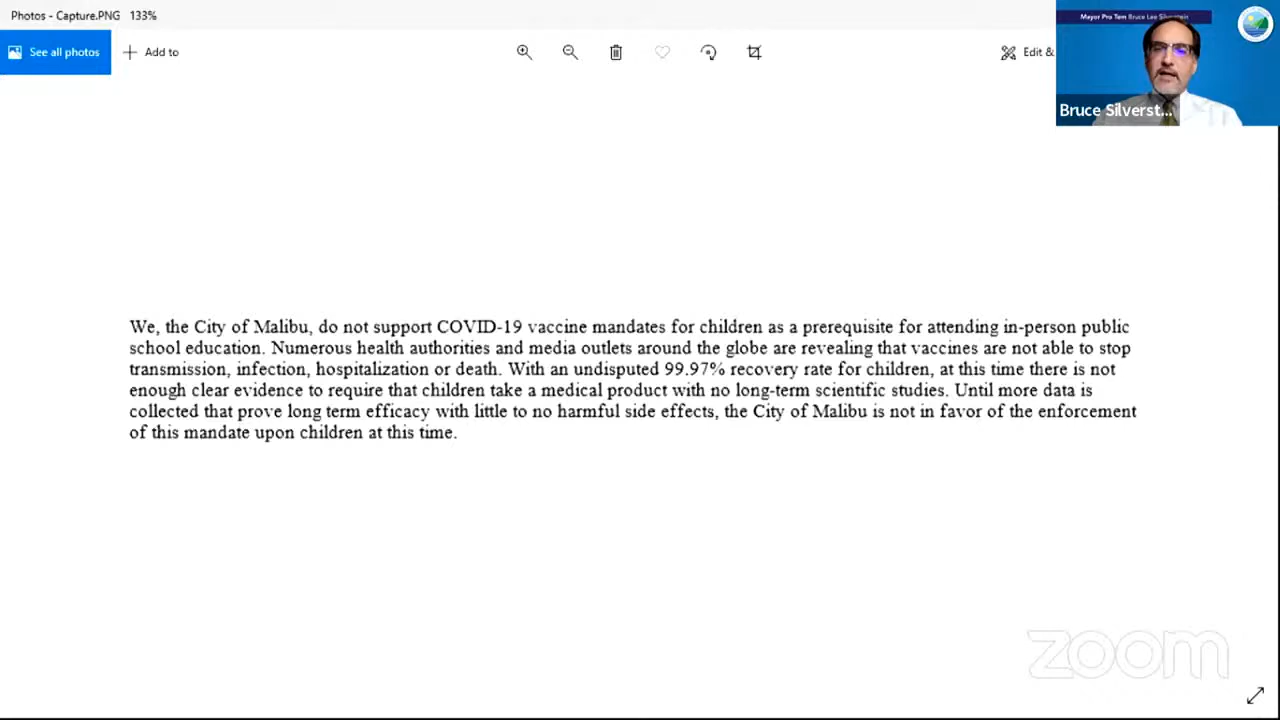 Photos - Capture.PNG 133%
See all photos
Add to
Edit &
Mayor Pro Tem Bruce Lee Silverstein
Bruce Silverst...
We, the City of Malibu, do not support COVID-19 vaccine mandates for children as a prerequisite for attending in-person public
school education. Numerous health authorities and media outlets around the globe are revealing that vaccines are not able to stop
transmission, infection, hospitalization or death. With an undisputed 99.97% recovery rate for children, at this time there is not
enough clear evidence to require that children take a medical product with no long-term scientific studies. Until more data is
collected that prove long term efficacy with little to no harmful side effects, the City of Malibu is not in favor of the enforcement
of this mandate upon children at this time.
zoom